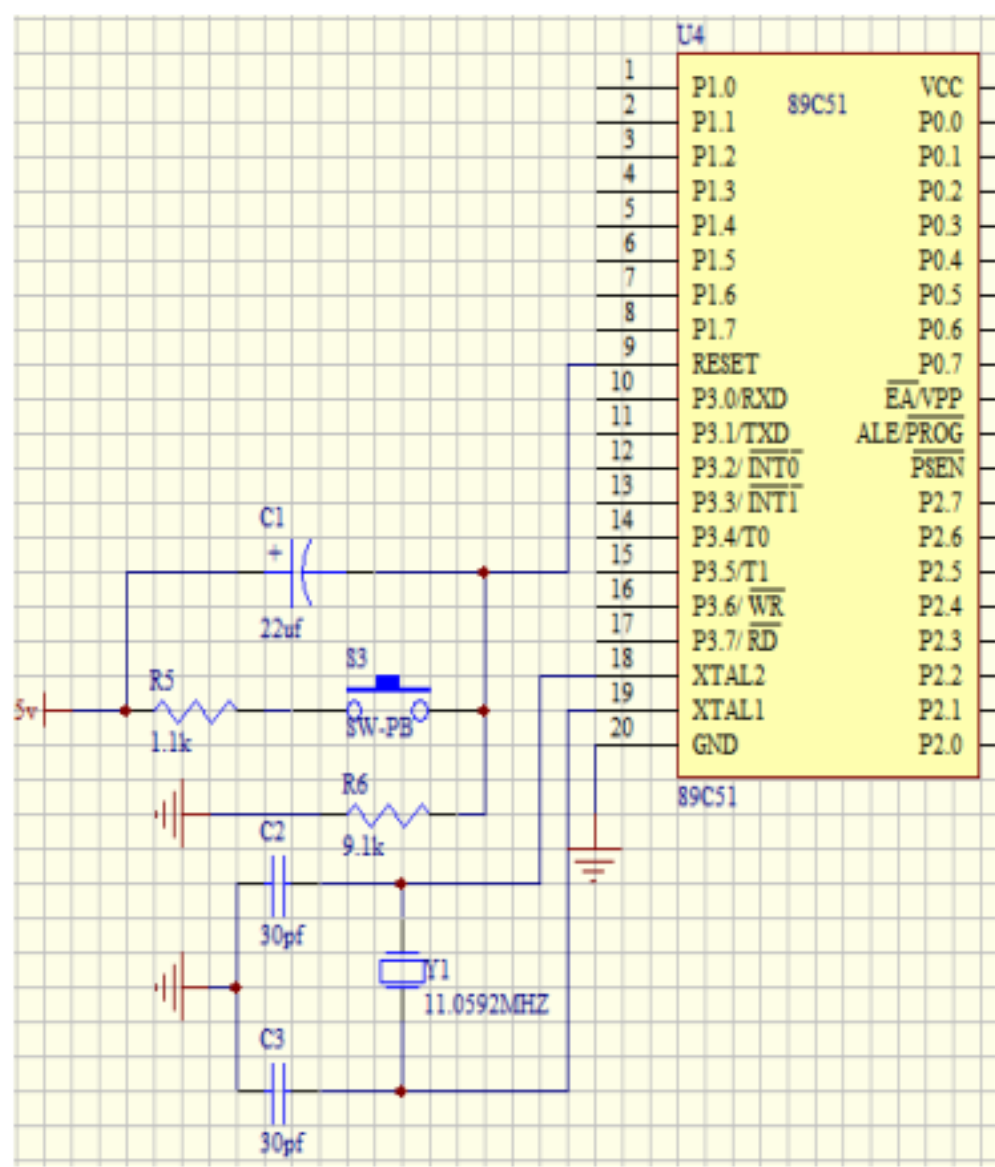 U4
89C51
1 P1.0 VCC
2 P1.1 P0.0
3 P1.2 P0.1
4 P1.3 P0.2
5 P1.4 P0.3
6 P1.5 P0.4
7 P1.6 P0.5
8 P1.7 P0.6
9 RESET P0.7
10 P3.0/RXD EA/VPP
11 P3.1/TXD ALE/PROG
12 P3.2/ INT0 PSEN
13 P3.3/ INT1 P2.7
14 P3.4/T0 P2.6
15 P3.5/T1 P2.5
16 P3.6/ WR P2.4
17 P3.7/ RD P2.3
18 XTAL2 P2.2
19 XTAL1 P2.1
20 GND P2.0
89C51
C1
+
22uf
S3
SW-PB
R5
1.1k
5v
R6
9.1k
C2
30pf
Y1
11.0592MHZ
C3
30pf